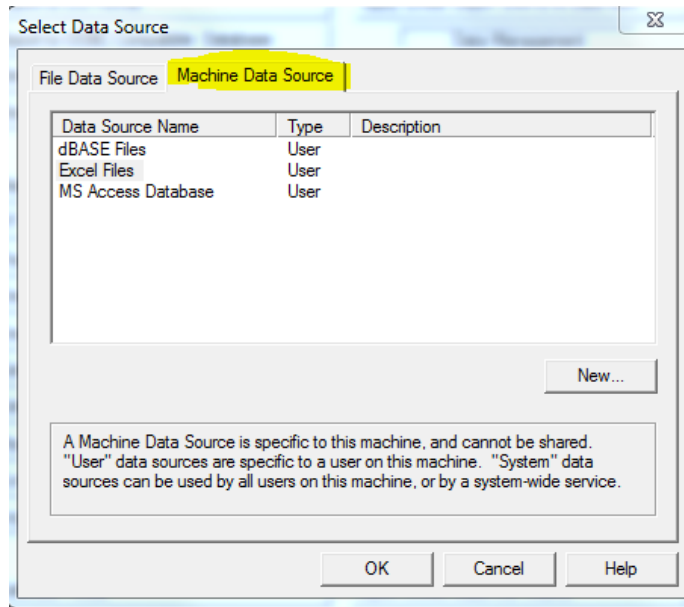 Select Data Source
File Data Source Machine Data Source
Data Source Name Type Description
dBASE Files User
Excel Files User
MS Access Database User
New...
A Machine Data Source is specific to this machine, and cannot be shared.
"User" data sources are specific to a user on this machine. "System" data
sources can be used by all users on this machine, or by a system-wide service.
OK Cancel Help